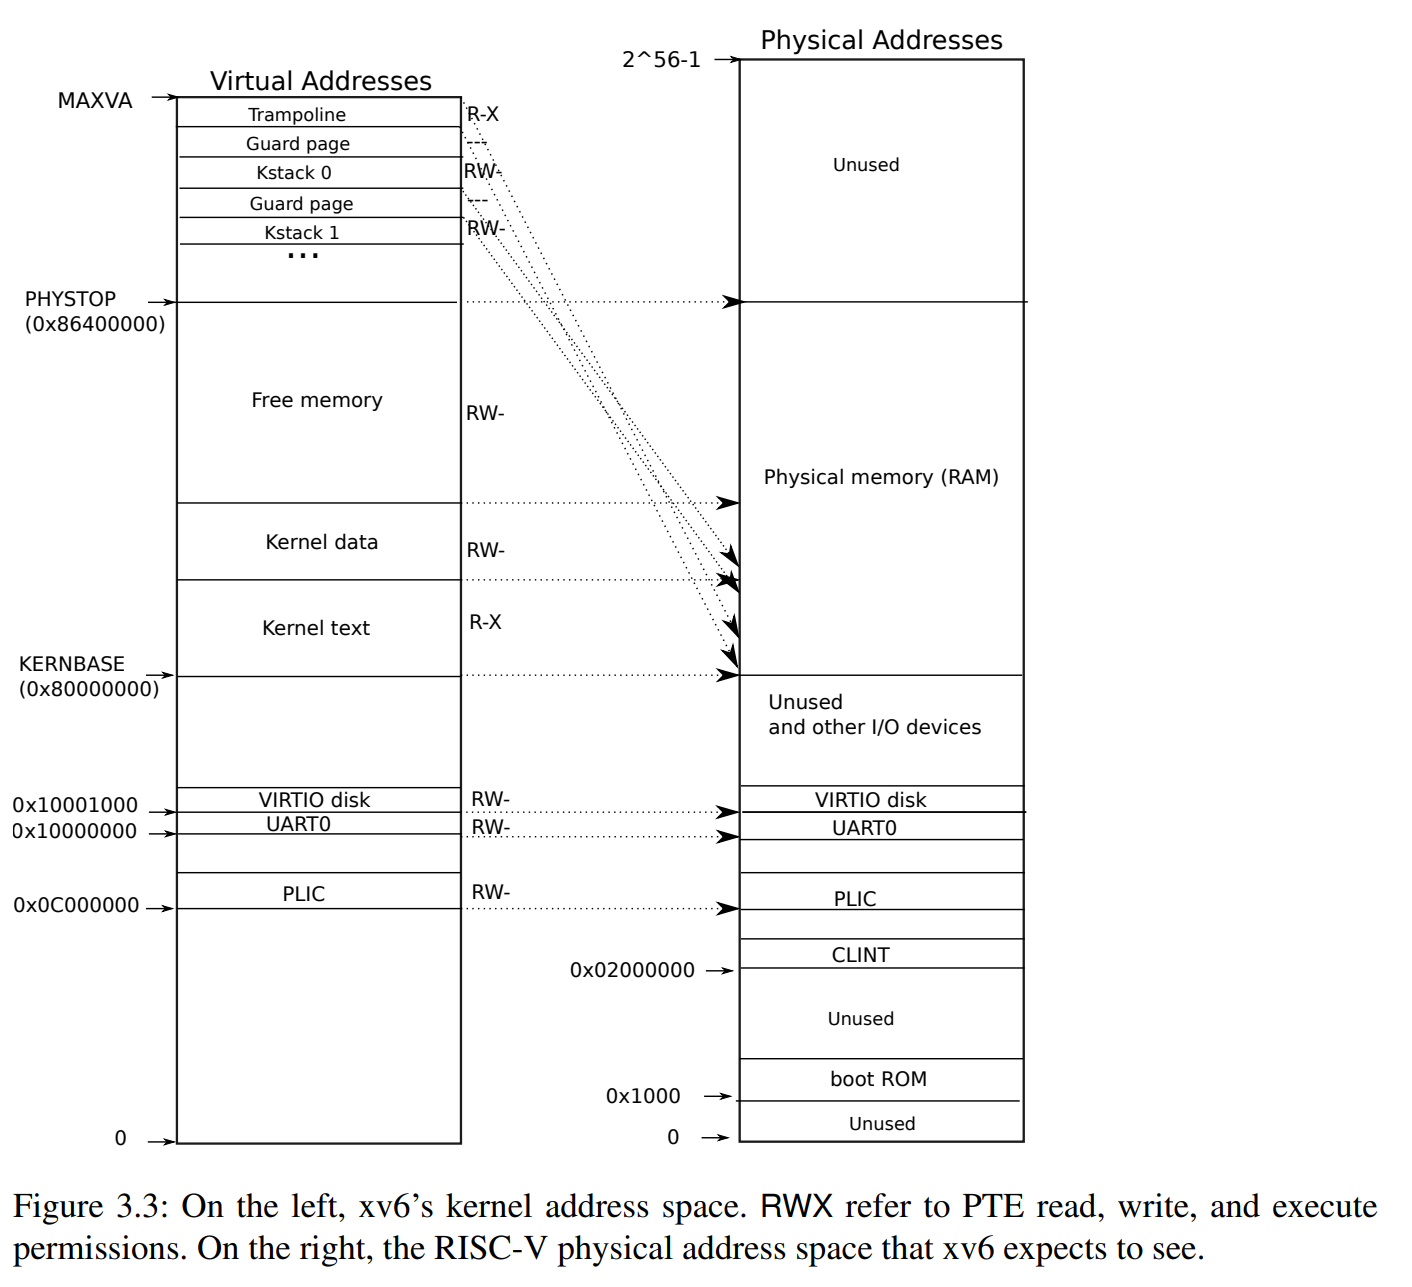 Physical Addresses
2^56-1
Virtual Addresses
MAXVA
Trampoline
R-X
Guard page
---
Unused
Kstack 0
RW-
Guard page
---
Kstack 1
RW-
...
PHYSTOP
(0x86400000)
Free memory
RW-
Physical memory (RAM)
Kernel data
RW-
Kernel text
R-X
KERNBASE
(0x80000000)
Unused
and other I/O devices
0x10001000
VIRTIO disk
RW-
VIRTIO disk
0x10000000
UART0
RW-
UART0
0x0C000000
PLIC
RW-
PLIC
CLINT
0x02000000
Unused
boot ROM
0x1000
Unused
0
0
Figure 3.3: On the left, xv6’s kernel address space. RWX refer to PTE read, write, and execute
permissions. On the right, the RISC-V physical address space that xv6 expects to see.